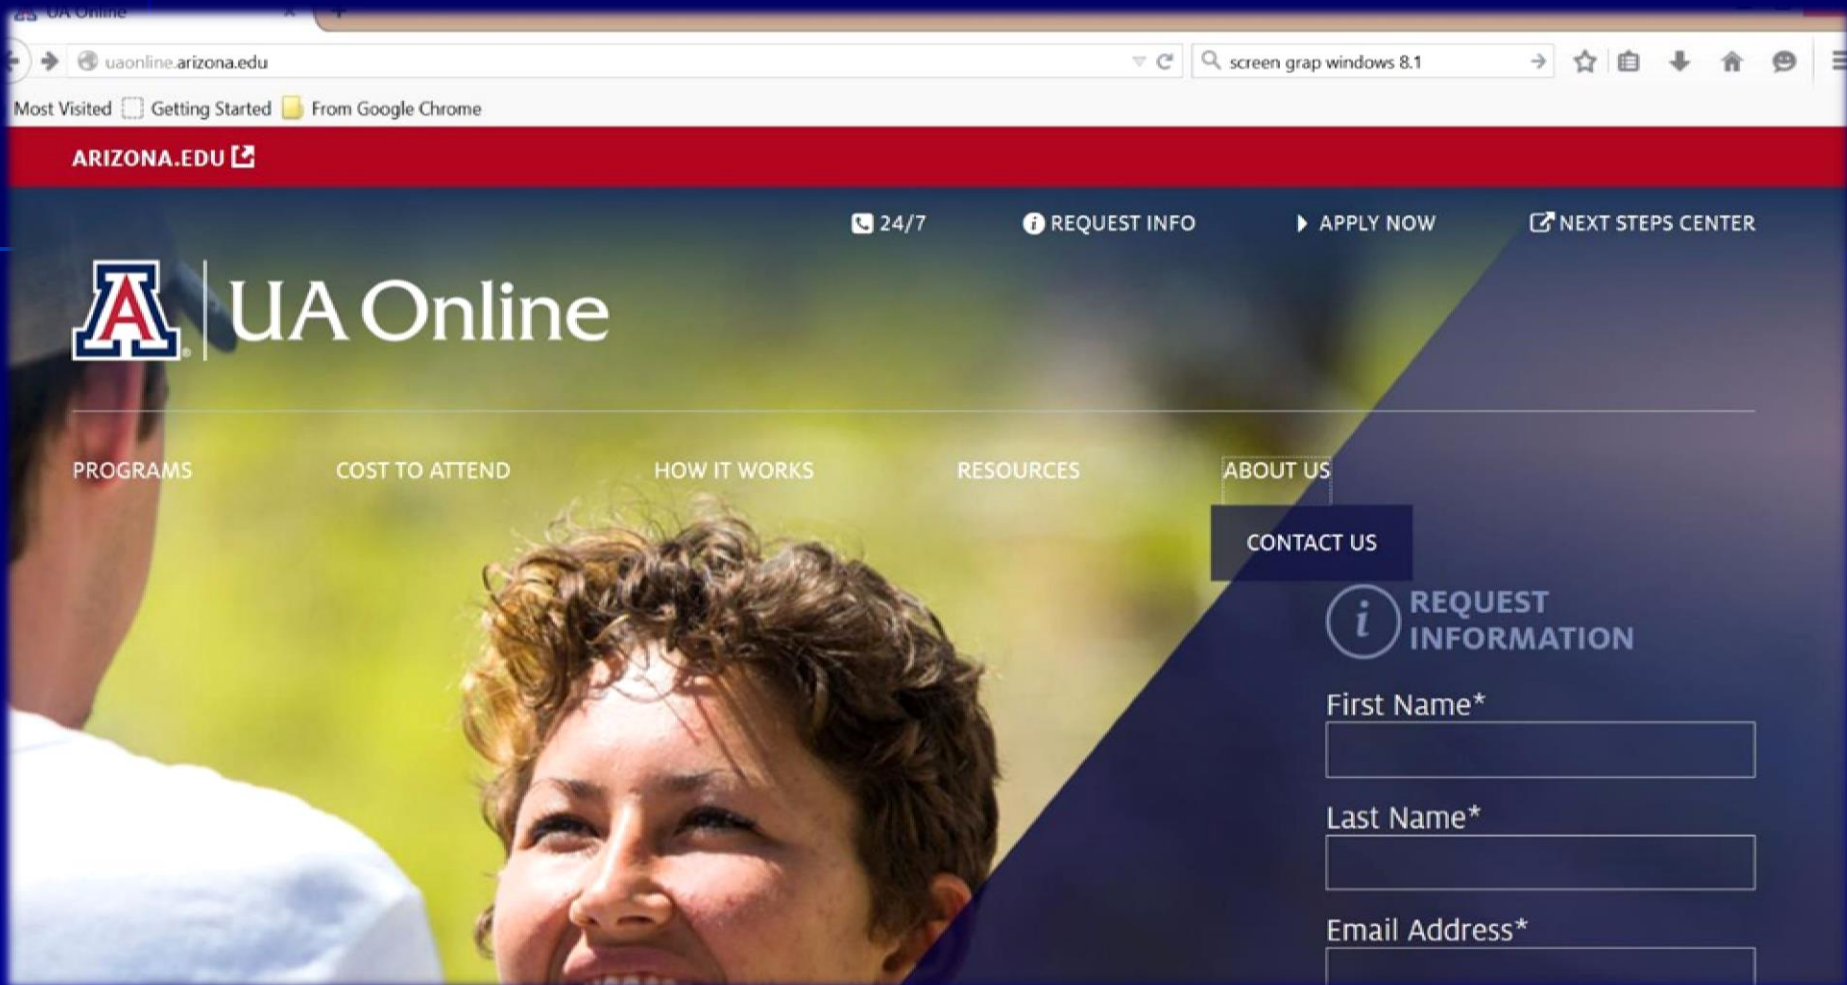 UA Online
uaonline.arizona.edu
screen grap windows 8.1
Most Visited Getting Started From Google Chrome
ARIZONA.EDU
24/7 REQUEST INFO APPLY NOW NEXT STEPS CENTER
A UA Online
PROGRAMS COST TO ATTEND HOW IT WORKS RESOURCES ABOUT US
CONTACT US
i REQUEST
INFORMATION
First Name*
Last Name*
Email Address*